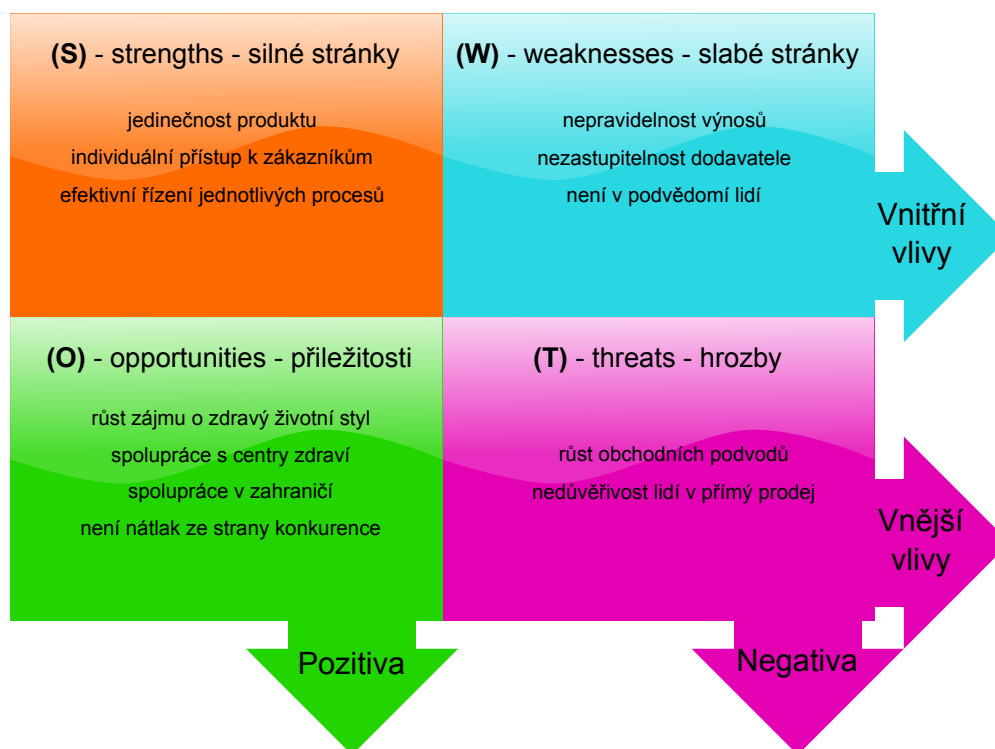 (S) - strengths - silné stránky
jedinečnost produktu
individuální přístup k zákazníkům
efektivní řízení jednotlivých procesů
(W) - weaknesses - slabé stránky
nepravidelnost výnosů
nezastupitelnost dodavatele
není v podvědomí lidí
Vnitřní
vlivy
(O) - opportunities - přiležitosti
růst zájmu o zdravý životní styl
spolupráce s centry zdraví
spolupráce v zahraničí
není nátlak ze strany konkurence
(T) - threats - hrozby
růst obchodních podvodů
nedůvěřivost lidí v přímý prodej
Vnější
vlivy
Pozitiva
Negativa